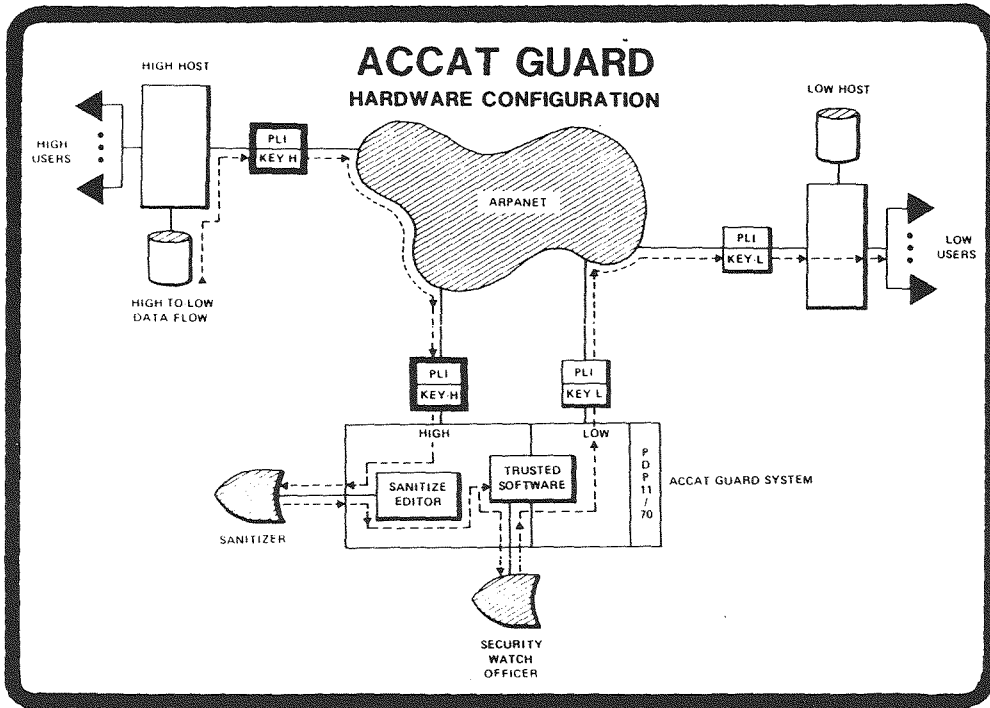 ACCAT GUARD
HARDWARE CONFIGURATION
HIGH HOST
LOW HOST
HIGH
USERS
PLI
KEY H
ARPANET
PLI
KEY-L
LOW
USERS
HIGH TO LOW
DATA FLOW
PLI
KEY-H
PLI
KEY L
HIGH
LOW
SANITIZE
EDITOR
TRUSTED
SOFTWARE
P
D
P
11
/
70
ACCAT GUARD SYSTEM
SANITIZER
SECURITY
WATCH
OFFICER